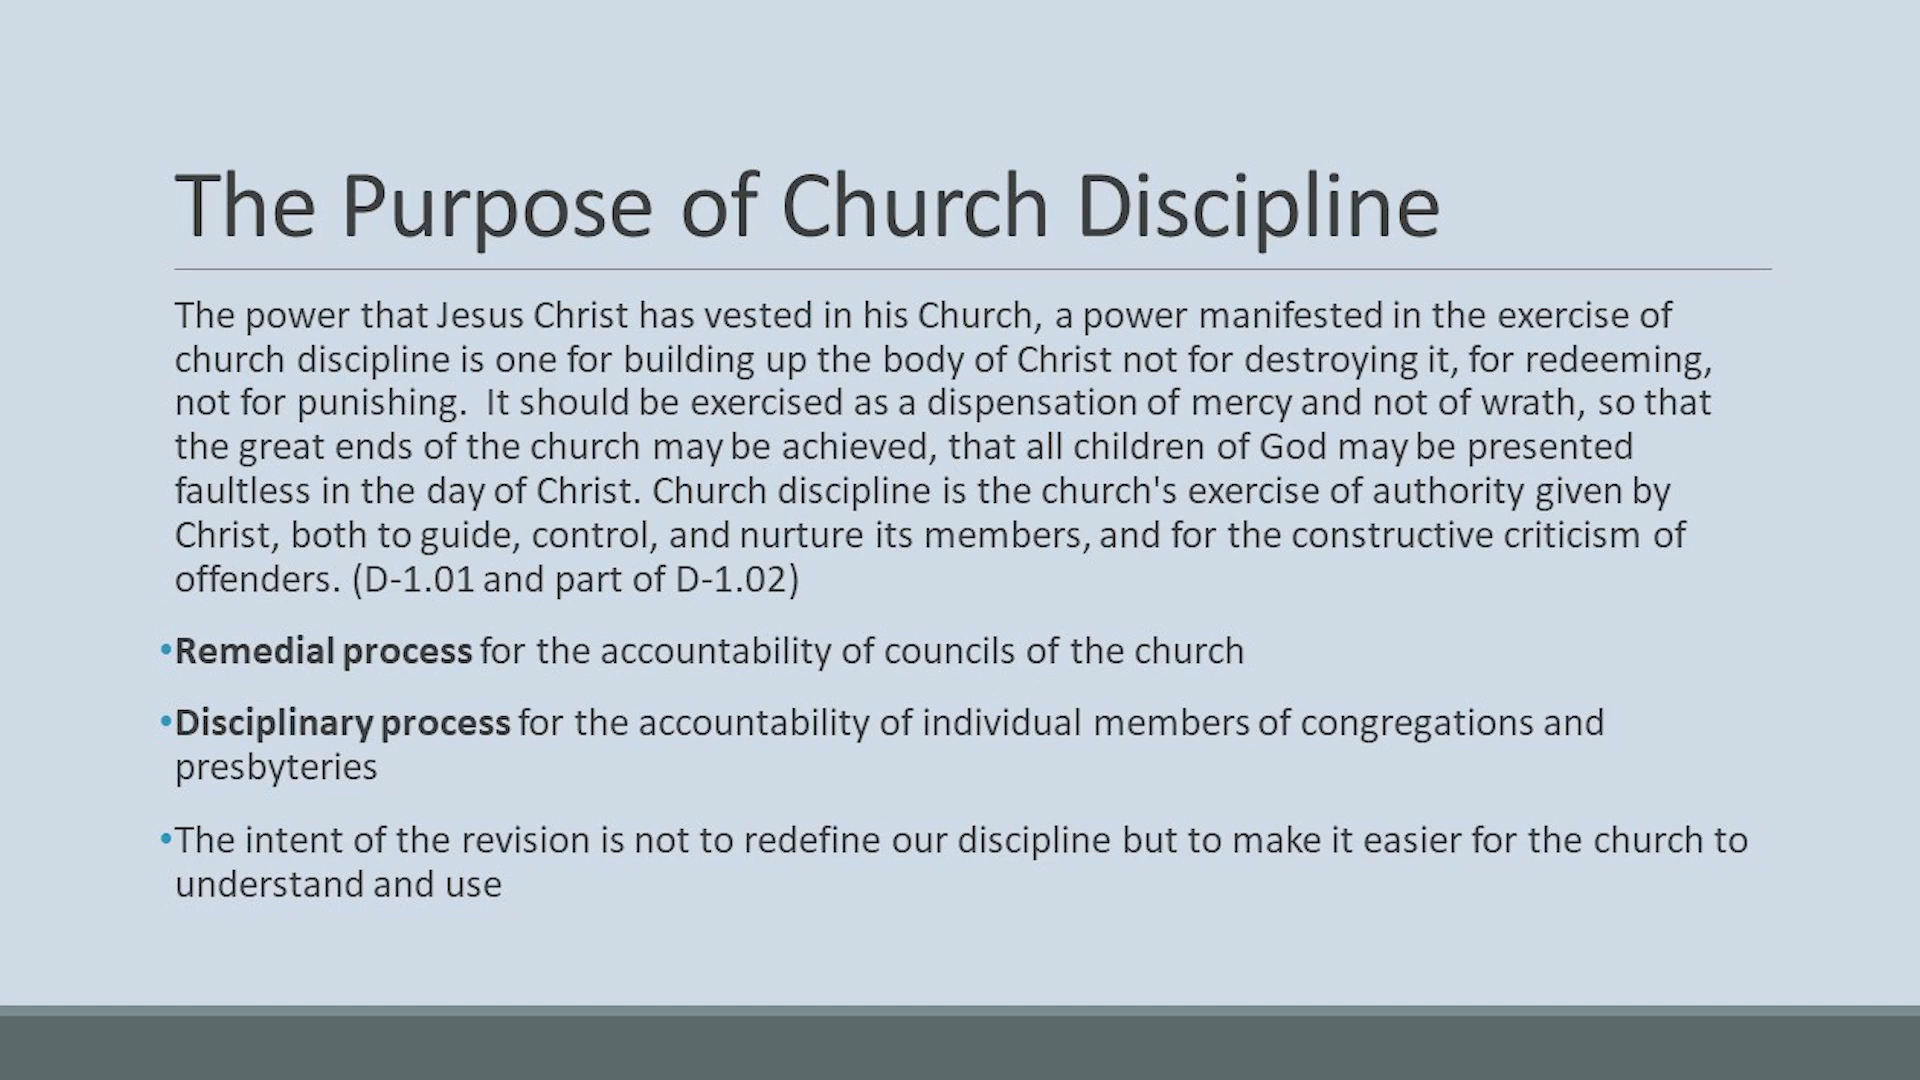 The Purpose of Church Discipline
The power that Jesus Christ has vested in his Church, a power manifested in the exercise of
church discipline is one for building up the body of Christ not for destroying it, for redeeming,
not for punishing.  It should be exercised as a dispensation of mercy and not of wrath, so that
the great ends of the church may be achieved, that all children of God may be presented
faultless in the day of Christ. Church discipline is the church's exercise of authority given by
Christ, both to guide, control, and nurture its members, and for the constructive criticism of
offenders. (D-1.01 and part of D-1.02)
•Remedial process for the accountability of councils of the church
•Disciplinary process for the accountability of individual members of congregations and
presbyteries
•The intent of the revision is not to redefine our discipline but to make it easier for the church to
understand and use